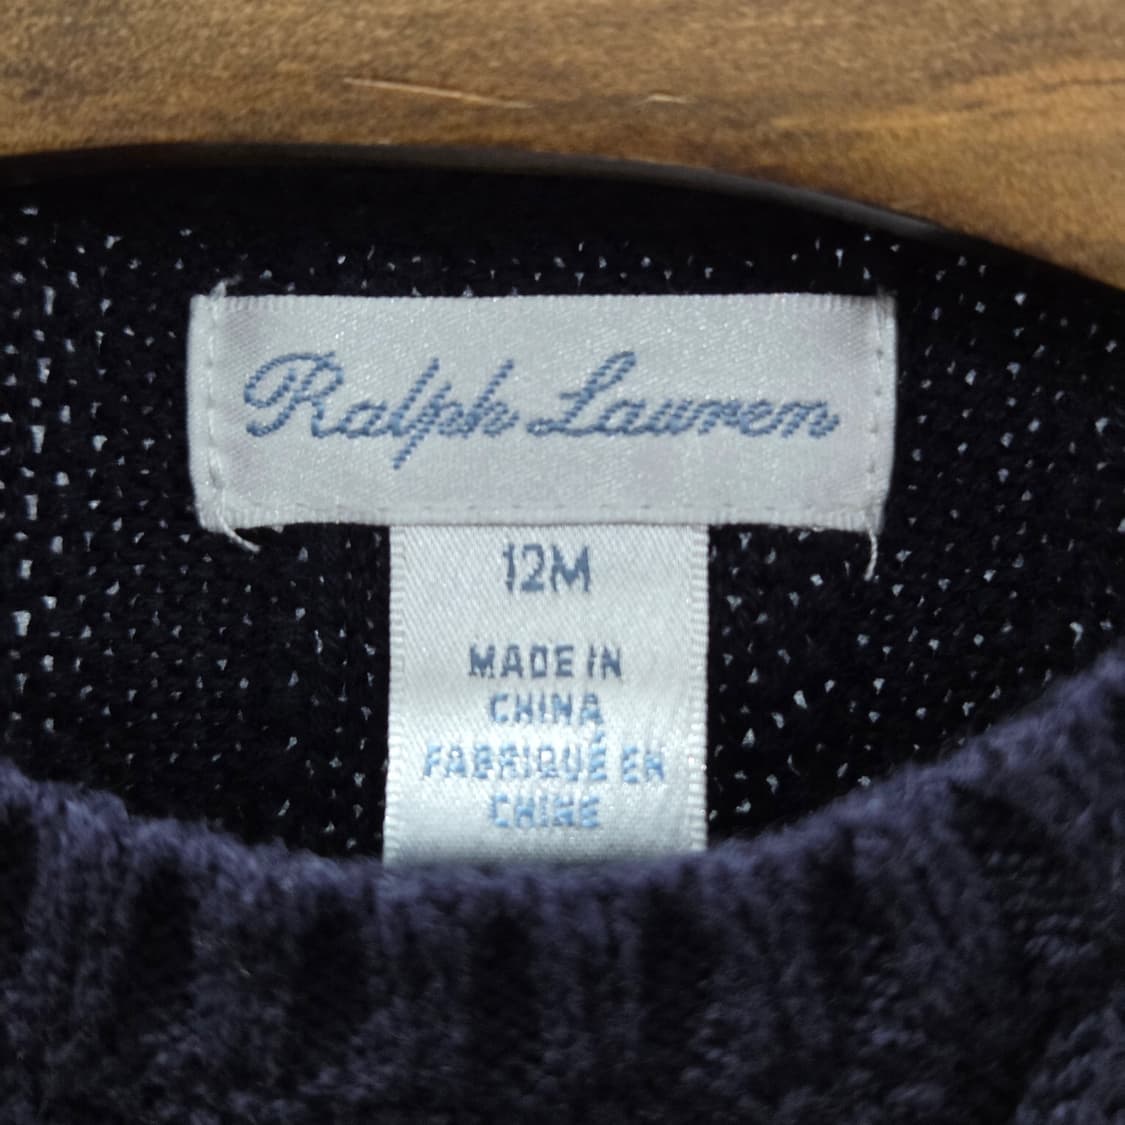 Ralph Lauren
12M
MADE IN
CHINA
FABRIQUÉ EN
CHINE